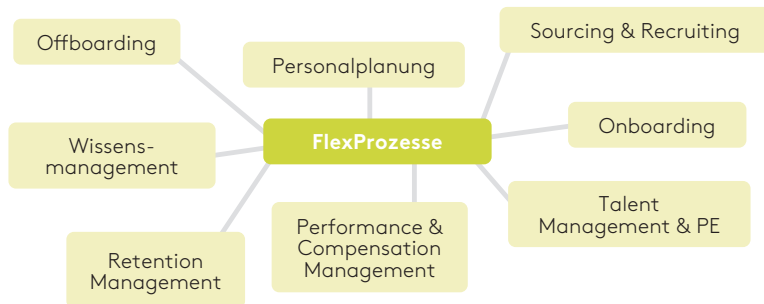 Offboarding
Personalplanung
Sourcing & Recruiting
FlexProzesse
Onboarding
Wissens-
management
Talent
Management & PE
Performance &
Compensation
Management
Retention
Management